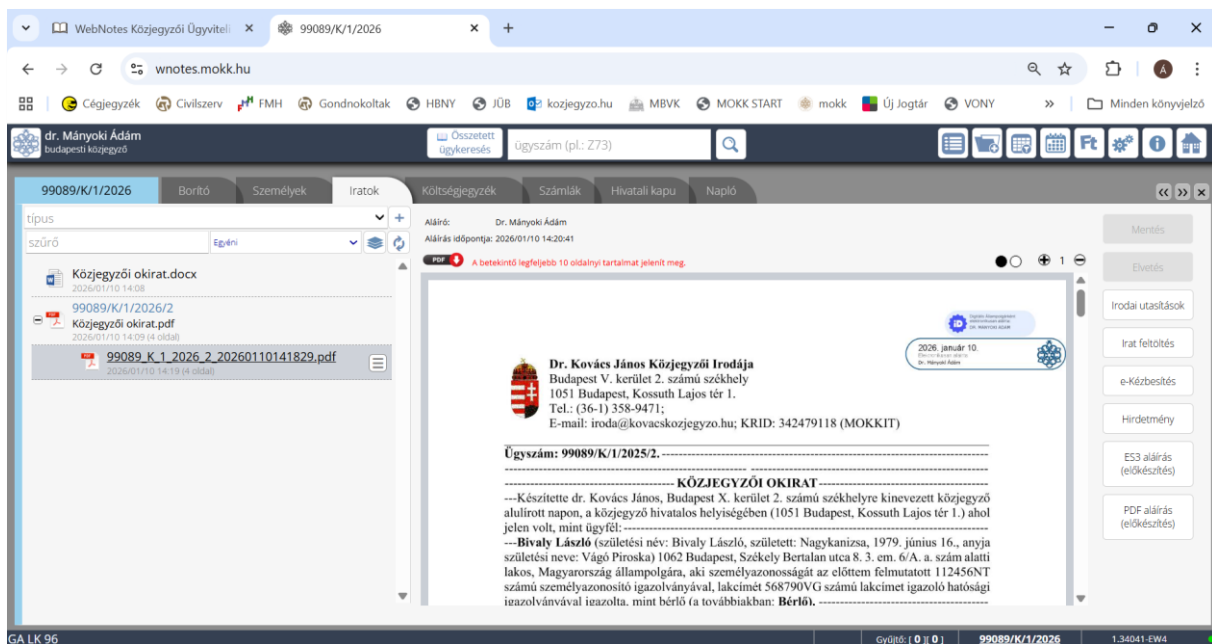 WebNotes Közjegyzői Ügyviteli
99089/K/1/2026
wnotes.mokk.hu
Á
Cégjegyzék Civilszerv FMH Gondnokoltak HBNY JÜB kozjegyzo.hu MBVK MOKK START mokk Új Jogtár VONY » Minden könyvjelző
dr. Mányoki Ádám
budapesti közjegyző
Összetett
ügykeresés
ügyszám (pl.: Z73)
Ft
99089/K/1/2026 Borító Személyek Iratok Költségjegyzék Számlák Hivatali kapu Napló
típus
szűrő Egyéni
Közjegyzői okirat.docx
2026/01/10 14:08
99089/K/1/2026/2
Közjegyzői okirat.pdf
2026/01/10 14:09 (4 oldal)
99089_K_1_2026_2_20260110141829.pdf
2026/01/10 14:19 (4 oldal)
Aláíró: Dr. Mányoki Ádám
Aláírás időpontja: 2026/01/10 14:20:41
PDF A betekintő legfeljebb 10 oldalnyi tartalmat jelenít meg.
1
iD
2026. január 10.
Dr. Mányoki Ádám
Dr. Kovács János Közjegyzői Irodája
Budapest V. kerület 2. számú székhely
1051 Budapest, Kossuth Lajos tér 1.
Tel.: (36-1) 358-9471;
E-mail: iroda@kovacskozjegyzo.hu; KRID: 342479118 (MOKKIT)
Ügyszám: 99089/K/1/2025/2. ---
--- KÖZJEGYZŐI OKIRAT ---
---Készítette dr. Kovács János, Budapest X. kerület 2. számú székhelyre kinevezett közjegyző
alulírott napon, a közjegyző hivatalos helyiségében (1051 Budapest, Kossuth Lajos tér 1.) ahol
jelen volt, mint ügyfél: ---
---Bivaly László (születési név: Bivaly László, született: Nagykanizsa, 1979. június 16., anyja
születési neve: Vágó Piroska) 1062 Budapest, Székely Bertalan utca 8. 3. em. 6/A. a. szám alatti
lakos, Magyarország állampolgára, aki személyazonosságát az előttem felmutatott 112456NT
számú személyazonosító igazolványával, lakcímét 568790VG számú lakcímet igazoló hatósági
igazolványával igazolta, mint bérlő (a továbbiakban: Bérlő). ---
Mentés
Elvetés
Irodai utasítások
Irat feltöltés
e-Kézbesítés
Hirdetmény
ES3 aláírás
(előkészítés)
PDF aláírás
(előkészítés)
GA LK 96
Gyűjtő: [ 0 ][ 0 ] 99089/K/1/2026 1.34041-EW4